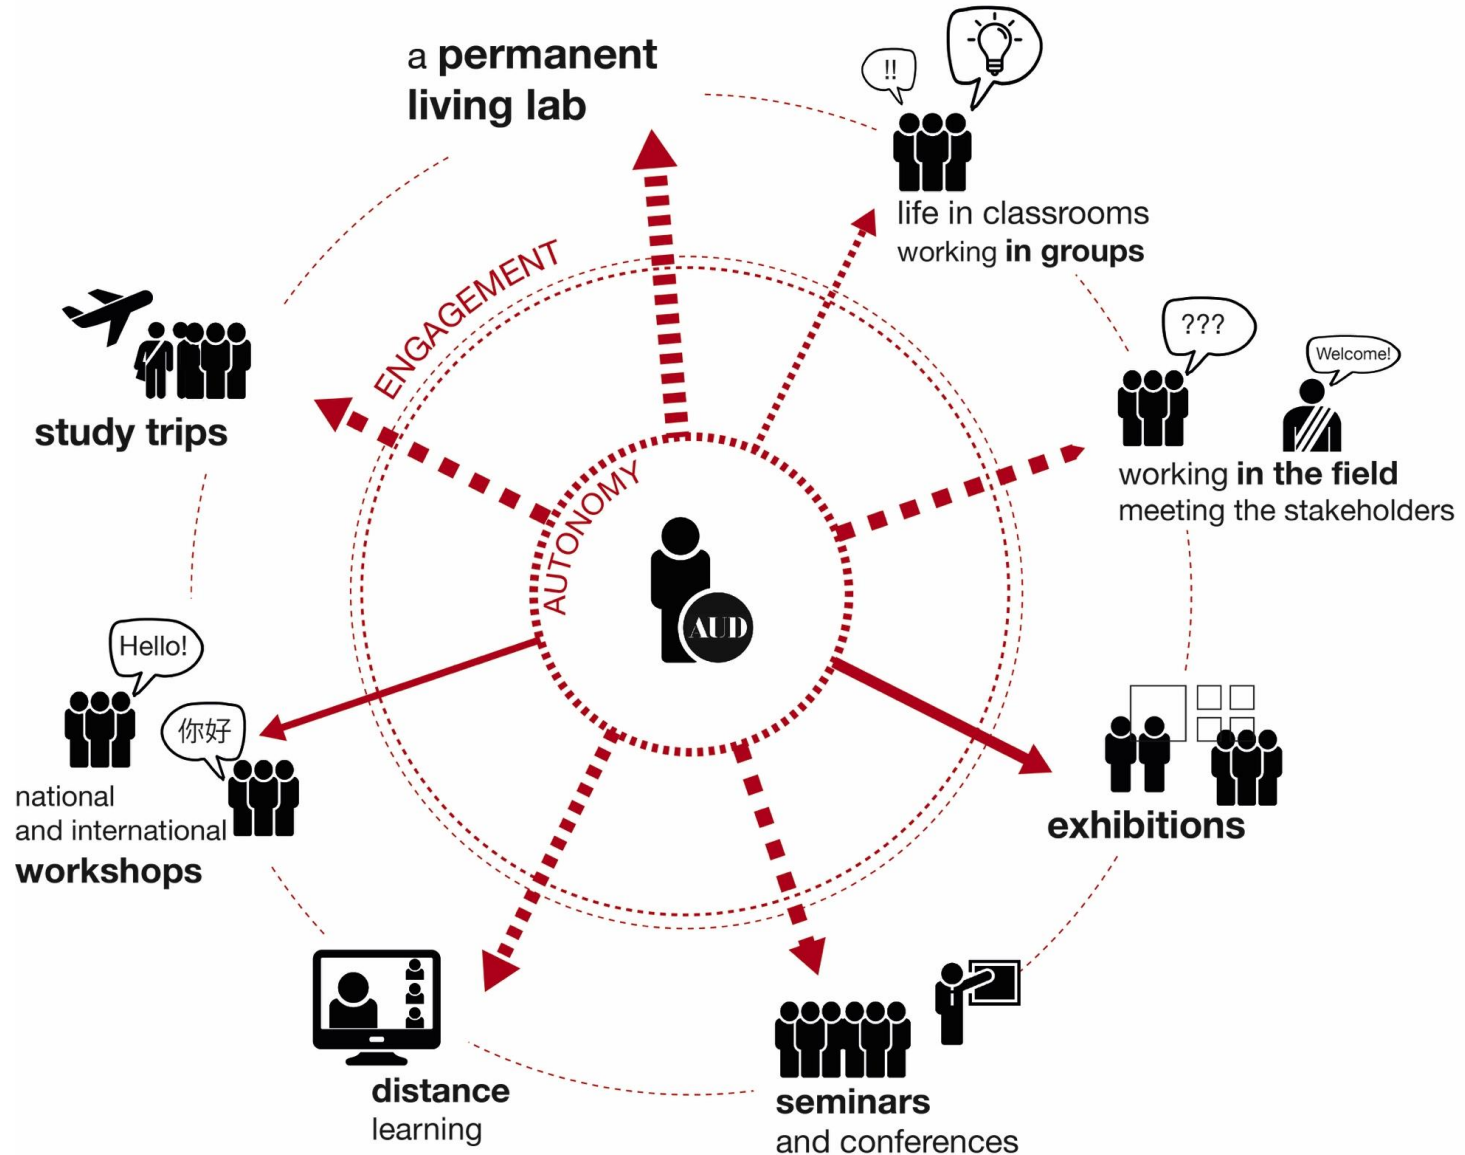 a permanent
living lab
!!
life in classrooms
working in groups
???
Welcome!
working in the field
meeting the stakeholders
exhibitions
seminars
and conferences
distance
learning
Hello!
你好
national
and international
workshops
study trips
ENGAGEMENT
AUTONOMY
AUD